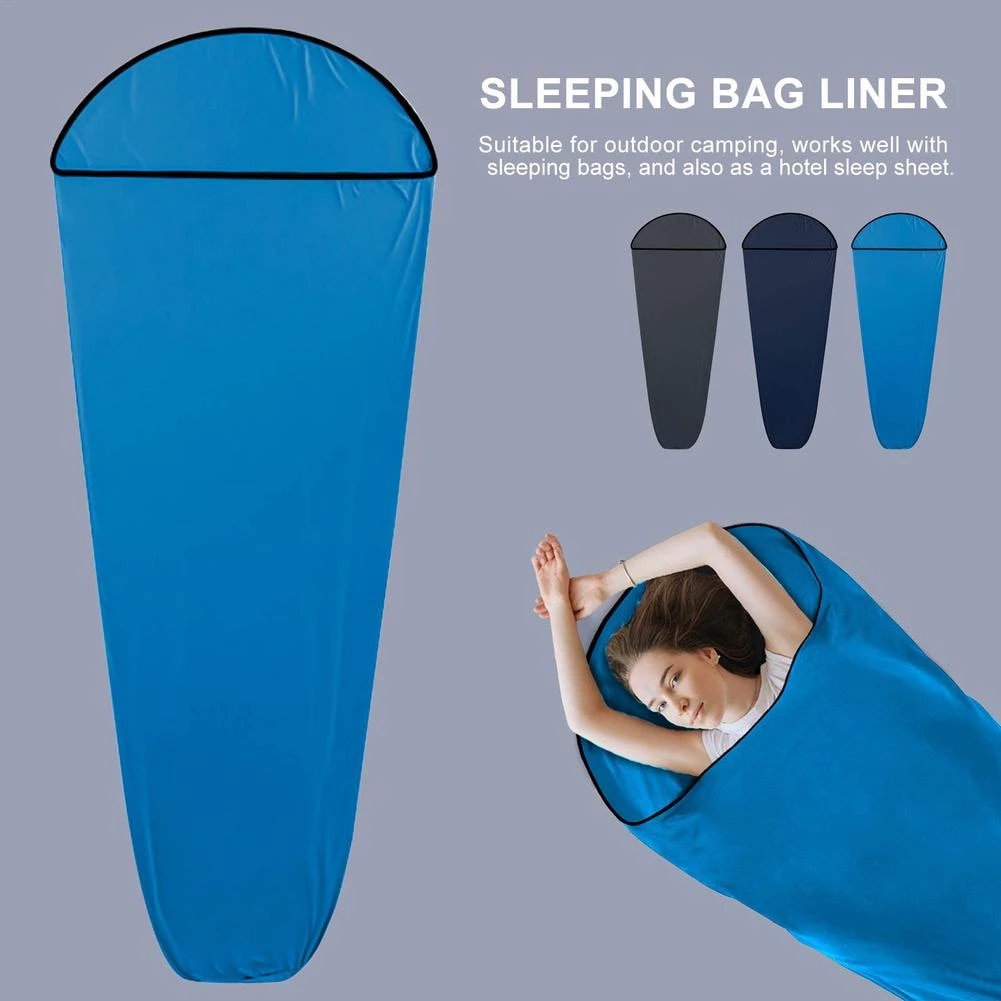 SLEEPING BAG LINER
Suitable for outdoor camping, works well with
sleeping bags, and also as a hotel sleep sheet.